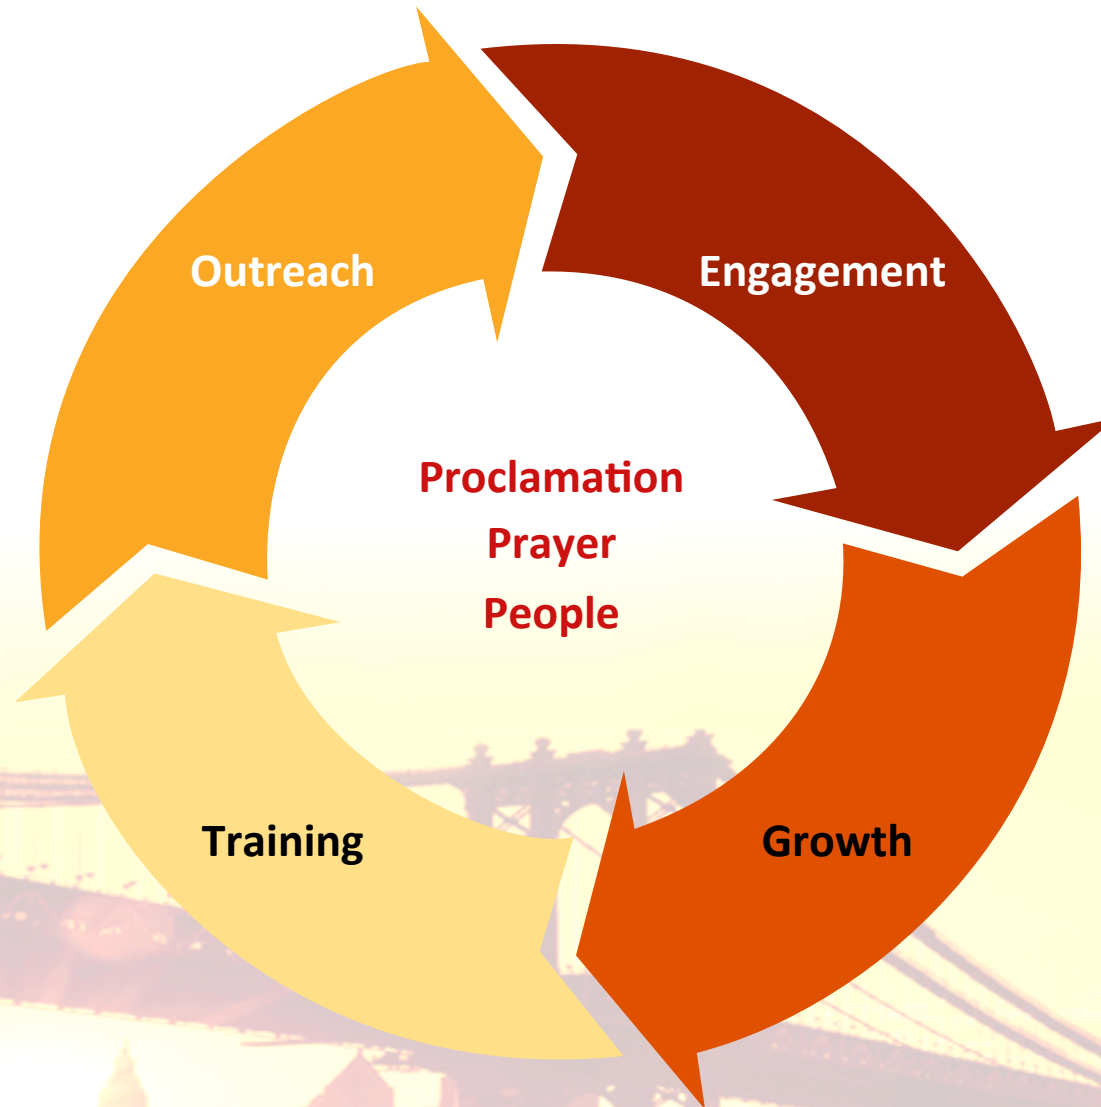 Outreach
Engagement
Proclamation
Prayer
People
Training
Growth